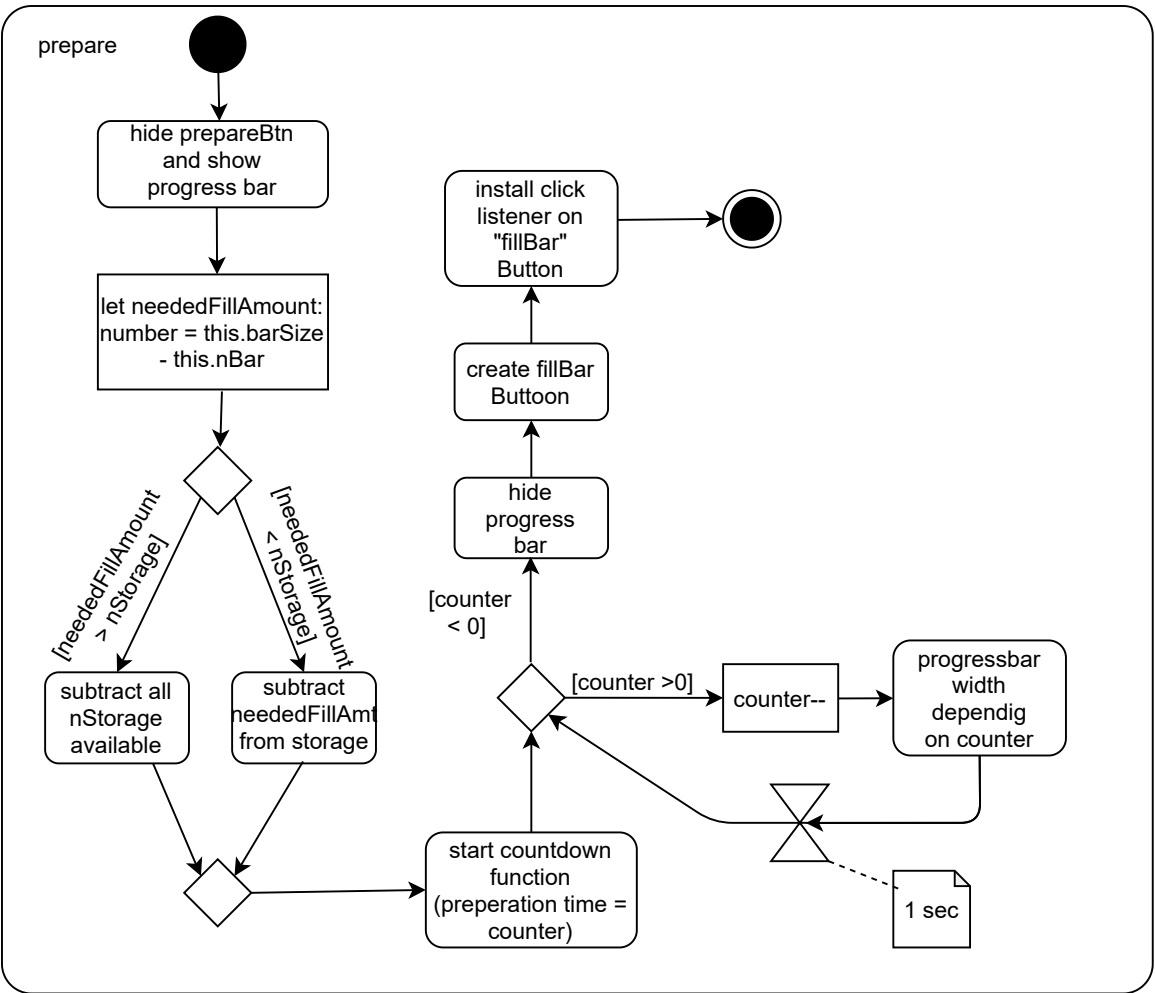 prepare
hide prepareBtn
and show
progress bar
let neededFillAmount:
number = this.barSize
- this.nBar
[neededFillAmount
> nStorage]
[neededFillAmount
< nStorage]
subtract all
nStorage
available
subtract
neededFillAmt
from storage
start countdown
function
(preperation time =
counter)
[counter
< 0]
[counter >0]
counter--
progressbar
width
dependig
on counter
1 sec
hide
progress
bar
create fillBar
Buttoon
install click
listener on
"fillBar"
Button